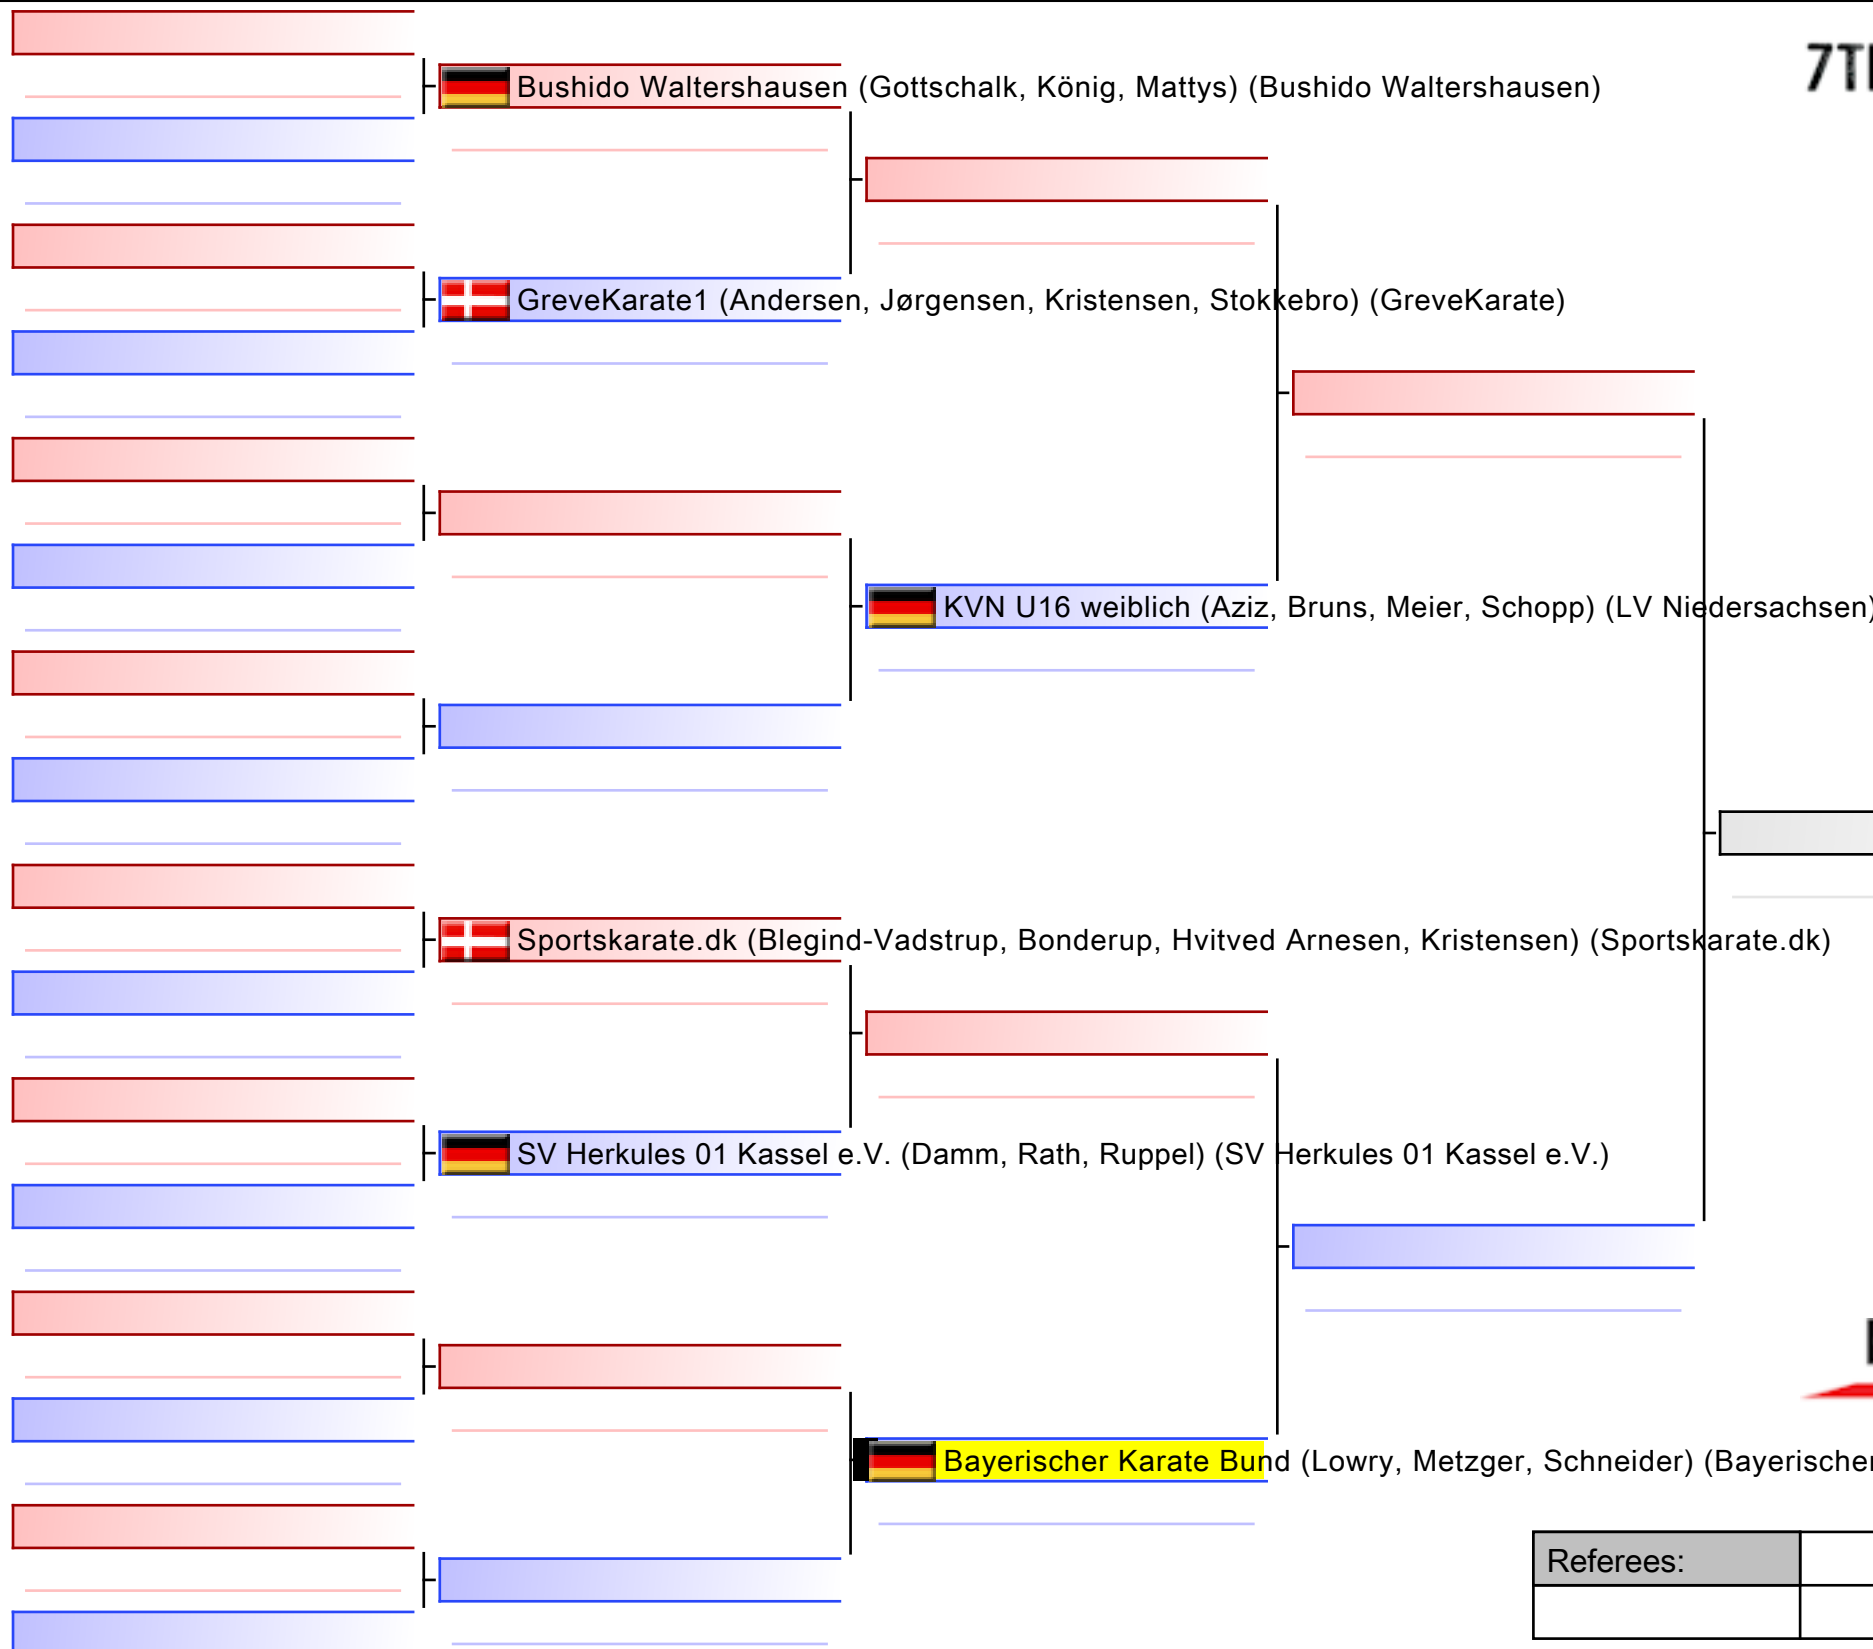 7T
Bushido Waltershausen (Gottschalk, König, Mattys) (Bushido Waltershausen)
GreveKarate1 (Andersen, Jørgensen, Kristensen, Stokkebro) (GreveKarate)
KVN U16 weiblich (Aziz, Bruns, Meier, Schopp) (LV Niedersachsen)
Sportskarate.dk (Blegind-Vadstrup, Bonderup, Hvitved Arnesen, Kristensen) (Sportskarate.dk)
SV Herkules 01 Kassel e.V. (Damm, Rath, Ruppel) (SV Herkules 01 Kassel e.V.)
Bayerischer Karate Bund (Lowry, Metzger, Schneider) (Bayerischer
Referees: